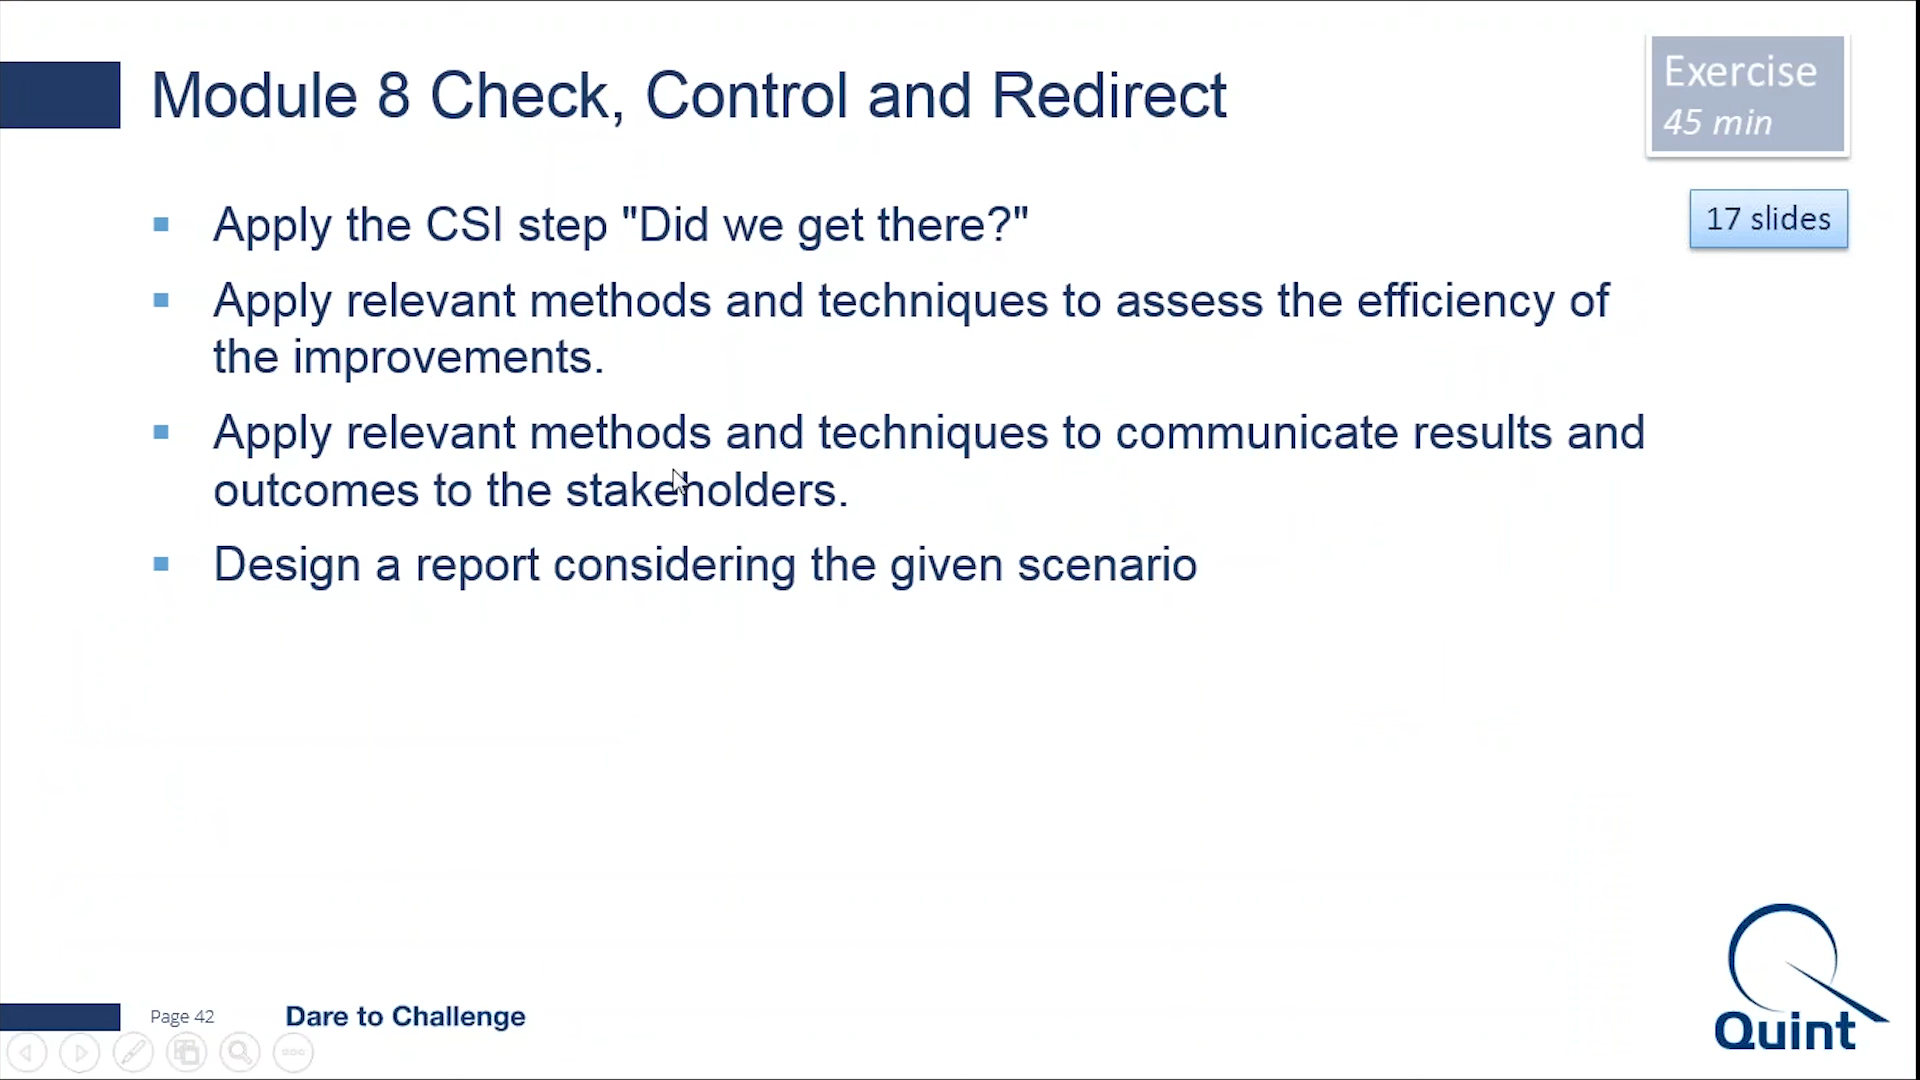 Module 8 Check, Control and Redirect
Exercise
45 min
17 slides
Apply the CSI step "Did we get there?"
Apply relevant methods and techniques to assess the efficiency of
the improvements.
Apply relevant methods and techniques to communicate results and
outcomes to the stakeholders.
Design a report considering the given scenario
Page 42
Dare to Challenge
Quint